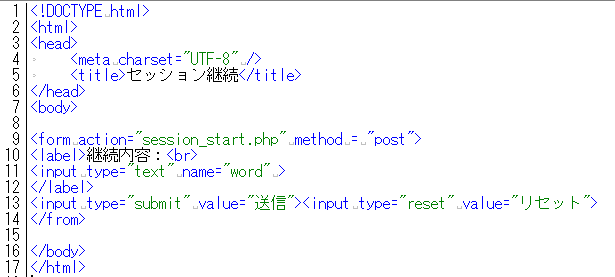 1 <!DOCTYPE html>
2 <html>
3 <head>
4     <meta charset="UTF-8" />
5     <title>セッション継続</title>
6 </head>
7 <body>
8
9 <form action="session_start.php" method = "post">
10 <label>継続内容：<br>
11 <input type="text" name="word" >
12 </label>
13 <input type="submit" value="送信"><input type="reset" value="リセット">
14 </from>
15
16 </body>
17 </html>